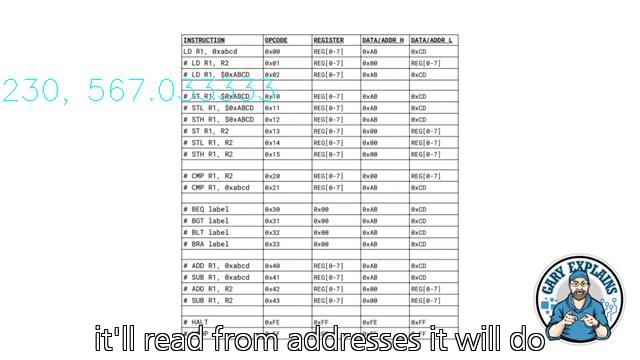 INSTRUCTION OPCODE REGISTER DATA/ADDR H DATA/ADDR L
LD R1, 0xabcd 0x00 REG[0-7] 0xAB 0xCD
# LD R1, R2 0x01 REG[0-7] 0x00 REG[0-7]
# LD R1, $0xABCD 0x02 REG[0-7] 0xAB 0xCD
230, 567.033333
# ST R1, $0xABCD 0x10 REG[0-7] 0xAB 0xCD
# STL R1, $0xABCD 0x11 REG[0-7] 0xAB 0xCD
# STH R1, $0xABCD 0x12 REG[0-7] 0xAB 0xCD
# ST R1, R2 0x13 REG[0-7] 0x00 REG[0-7]
# STL R1, R2 0x14 REG[0-7] 0x00 REG[0-7]
# STH R1, R2 0x15 REG[0-7] 0x00 REG[0-7]
# CMP R1, R2 0x20 REG[0-7] 0x00 REG[0-7]
# CMP R1, 0xabcd 0x21 REG[0-7] 0xAB 0xCD
# BEQ label 0x30 0x00 0xAB 0xCD
# BGT label 0x31 0x00 0xAB 0xCD
# BLT label 0x32 0x00 0xAB 0xCD
# BRA label 0x33 0x00 0xAB 0xCD
# ADD R1, 0xabcd 0x40 REG[0-7] 0xAB 0xCD
# SUB R1, 0xabcd 0x41 REG[0-7] 0xAB 0xCD
# ADD R1, R2 0x42 REG[0-7] 0x00 REG[0-7]
# SUB R1, R2 0x43 REG[0-7] 0x00 REG[0-7]
# HALT 0xFE 0xFF 0xFE 0xFF
it'll read from addresses it will do
GARY EXPLAINS